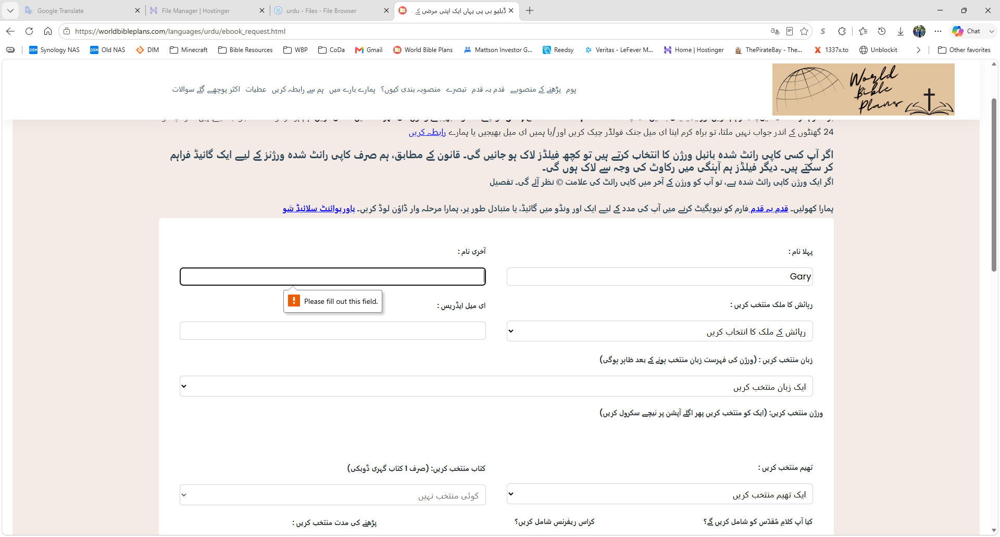 Google Translate
File Manager | Hostinger
urdu - Files - File Browser
ڈبلیو بی پی یہاں ایک اپنی مرضی کے
https://worldbibleplans.com/languages/urdu/ebook_request.html
Chat
Synology NAS
Old NAS
DIM
Minecraft
Bible Resources
WBP
CoDa
Gmail
World Bible Plans
Mattson Investor G...
Reedsy
Veritas - LeFever M...
Home | Hostinger
ThePirateBay - The...
1337x.to
Unblockit
Other favorites
ہوم پڑھنے کے منصوبے قدم بہ قدم تبصرے منصوبہ بندی کیوں؟ ہمارے بارے میں ہم سے رابطہ کریں عطیات اکثر پوچھے گئے سوالات
World
Bible
Plans
24 گھنٹوں کے اندر جواب نہیں ملتا، تو براہ کرم اپنا ای میل جنک فولڈر چیک کریں اور/یا ہمیں ای میل بھیجیں یا ہمارے رابطہ کریں
اگر آپ کسی کاپی رائٹ شدہ بائبل ورژن کا انتخاب کرتے ہیں تو کچھ فیلڈز لاک ہو جائیں گی۔ قانون کے مطابق، ہم صرف کاپی رائٹ شدہ ورژنز کے لیے ایک گائیڈ فراہم
کر سکتے ہیں۔ دیگر فیلڈز ہم آہنگی میں رکاوٹ کی وجہ سے لاک ہوں گی۔
اگر ایک ورژن کاپی رائٹ شدہ ہے، تو آپ کو ورژن کے آخر میں کاپی رائٹ کی علامت © نظر آئے گی۔ تفصیل
ہمارا کھولیں۔ قدم بہ قدم فارم کو نیویگیٹ کرنے میں آپ کی مدد کے لیے ایک اور ونڈو میں گائیڈ، یا متبادل طور پر، ہمارا مرحلہ وار ڈاؤن لوڈ کریں۔ پاورپوائنٹ سلائیڈ شو
پہلا نام :
آخری نام :
Gary
Please fill out this field.
رہائش کا ملک منتخب کریں :
ای میل ایڈریس :
رہائش کے ملک کا انتخاب کریں
زبان منتخب کریں : (ورژن کی فہرست زبان منتخب ہونے کے بعد ظاہر ہوگی)
ایک زبان منتخب کریں
ورژن منتخب کریں: (ایک کو منتخب کریں پھر اگلے آپشن پر نیچے سکرول کریں)
تھیم منتخب کریں :
کتاب منتخب کریں: (صرف 1 کتاب گہری ڈوبکی)
ایک تھیم منتخب کریں
کوئی منتخب نہیں
کیا آپ کلامِ مُقدّس کو شامل کریں گے؟
کراس ریفرنس شامل کریں؟
پڑھنے کی مدت منتخب کریں :